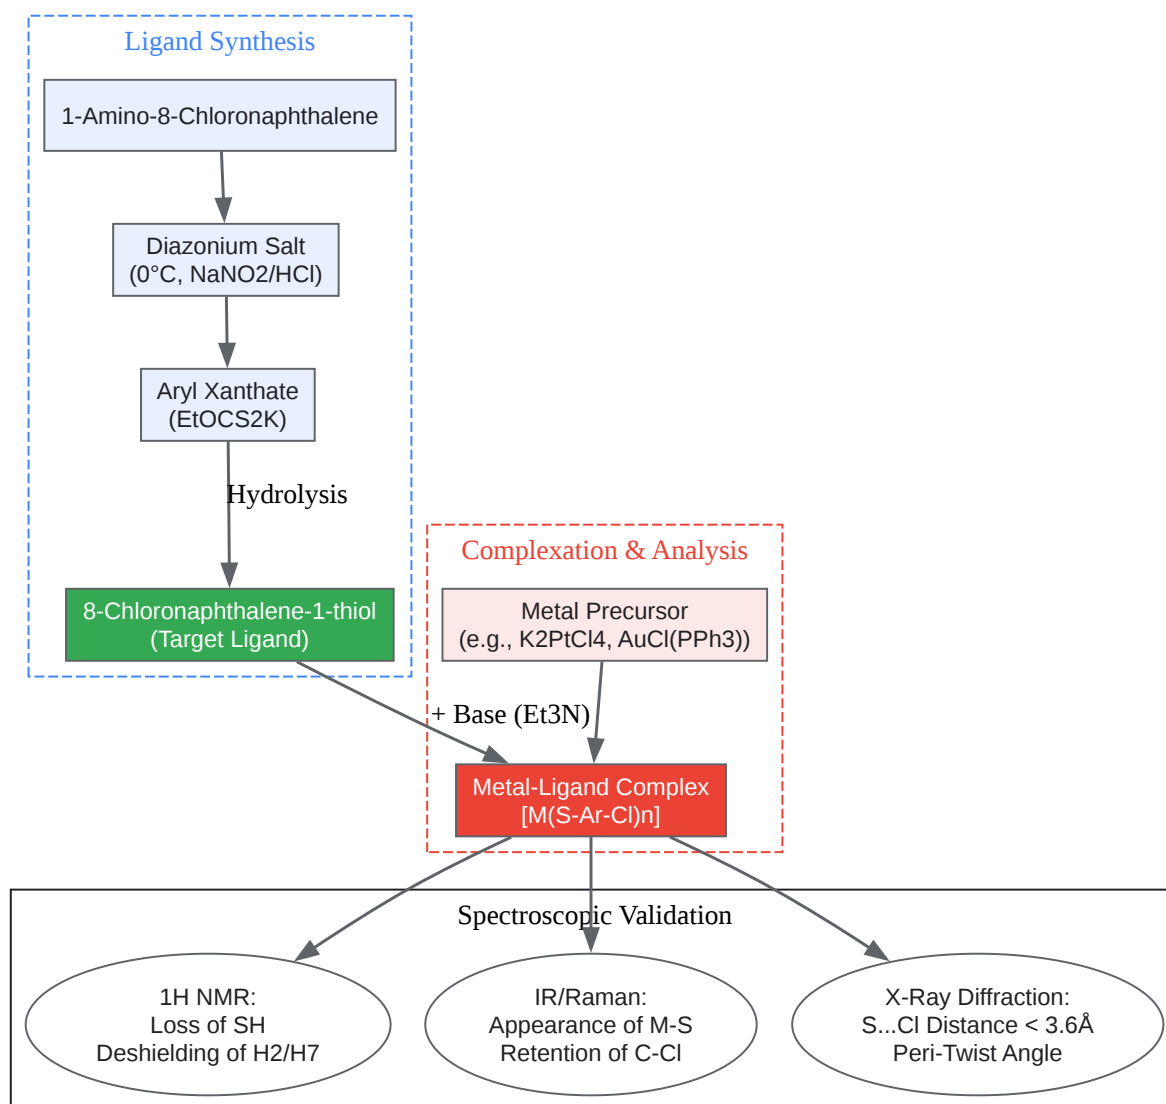 Ligand Synthesis
1-Amino-8-Chloronaphthalene
Diazonium Salt
(0°C, NaNO2/HCl)
Aryl Xanthate
(EtOCS2K)
Hydrolysis
8-Chloronaphthalene-1-thiol
(Target Ligand)
Complexation & Analysis
Metal Precursor
(e.g., K2PtCl4, AuCl(PPh3))
+ Base (Et3N)
Metal-Ligand Complex
[M(S-Ar-Cl)n]
Spectroscopic Validation
1H NMR:
Loss of SH
Deshielding of H2/H7
IR/Raman:
Appearance of M-S
Retention of C-Cl
X-Ray Diffraction:
S...Cl Distance < 3.6Å
Peri-Twist Angle